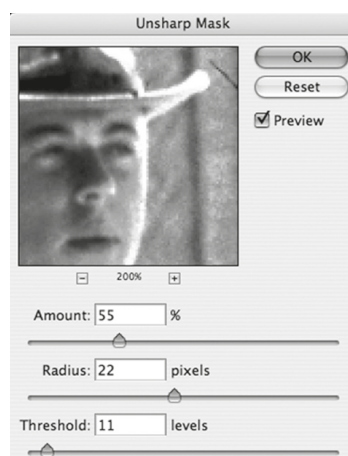 Unsharp Mask
OK
Reset
Preview
200%
Amount: 55 %
Radius: 22 pixels
Threshold: 11 levels